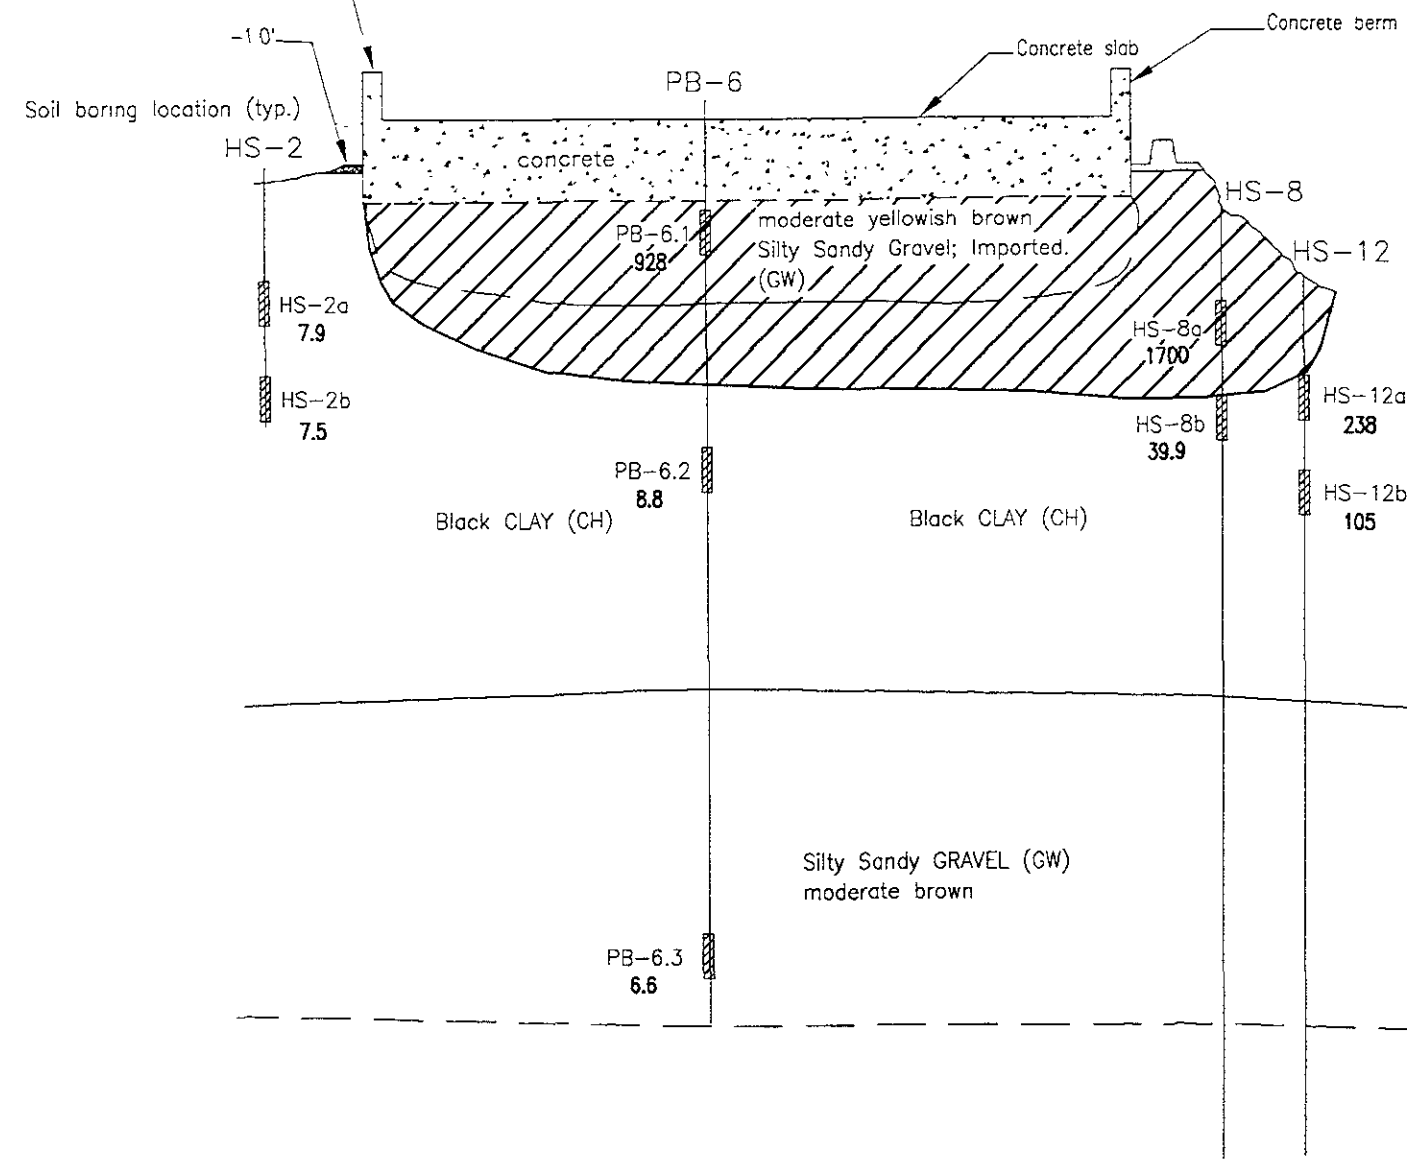 Concrete berm
-10'
Concrete slab
PB-6
Soil boring location (typ.)
HS-2
concrete
HS-8
moderate yellowish brown
Silty Sandy Gravel; Imported.
(GW)
PB-6.1
928
HS-12
HS-2a
7.9
HS-8a
1700
HS-2b
7.5
HS-12a
238
HS-8b
39.9
PB-6.2
8.8
HS-12b
105
Black CLAY (CH)
Black CLAY (CH)
Silty Sandy GRAVEL (GW)
moderate brown
PB-6.3
6.6